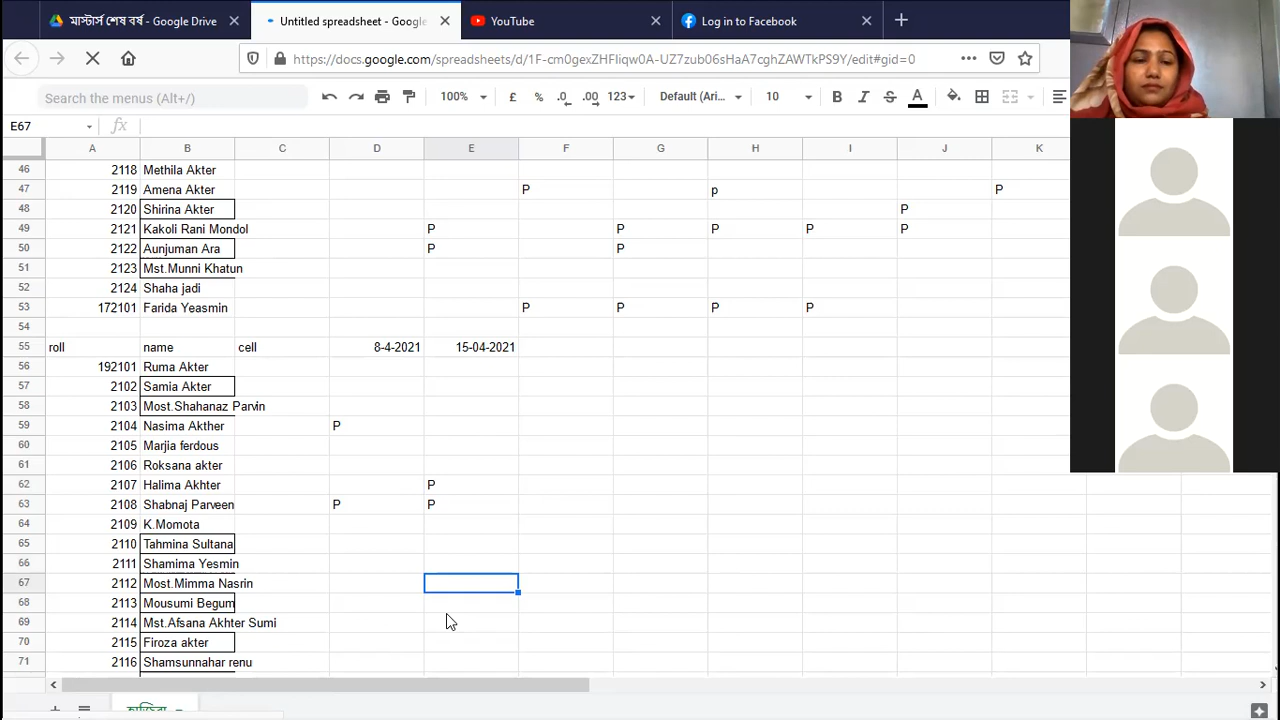 মাস্টার্স শেষ বর্ষ - Google Drive
Untitled spreadsheet - Google
YouTube
Log in to Facebook
https://docs.google.com/spreadsheets/d/1F-cm0gexZHFIiqw0A-UZ7zub06sHaA7cghZAWTkPS9Y/edit#gid=0
Search the menus (Alt+/) 100% £ % .0 .00 123 Default (Ari... 10 B I S A
E67 fx
A B C D E F G H I J K
46 2118 Methila Akter
47 2119 Amena Akter P p P
48 2120 Shirina Akter P
49 2121 Kakoli Rani Mondol P P P P P
50 2122 Aunjuman Ara P P
51 2123 Mst.Munni Khatun
52 2124 Shaha jadi
53 172101 Farida Yeasmin P P P P
54
55 roll name cell 8-4-2021 15-04-2021
56 192101 Ruma Akter
57 2102 Samia Akter
58 2103 Most.Shahanaz Parvin
59 2104 Nasima Akther P
60 2105 Marjia ferdous
61 2106 Roksana akter
62 2107 Halima Akhter P
63 2108 Shabnaj Parveen P P
64 2109 K.Momota
65 2110 Tahmina Sultana
66 2111 Shamima Yesmin
67 2112 Most.Mimma Nasrin
68 2113 Mousumi Begum
69 2114 Mst.Afsana Akhter Sumi
70 2115 Firoza akter
71 2116 Shamsunnahar renu